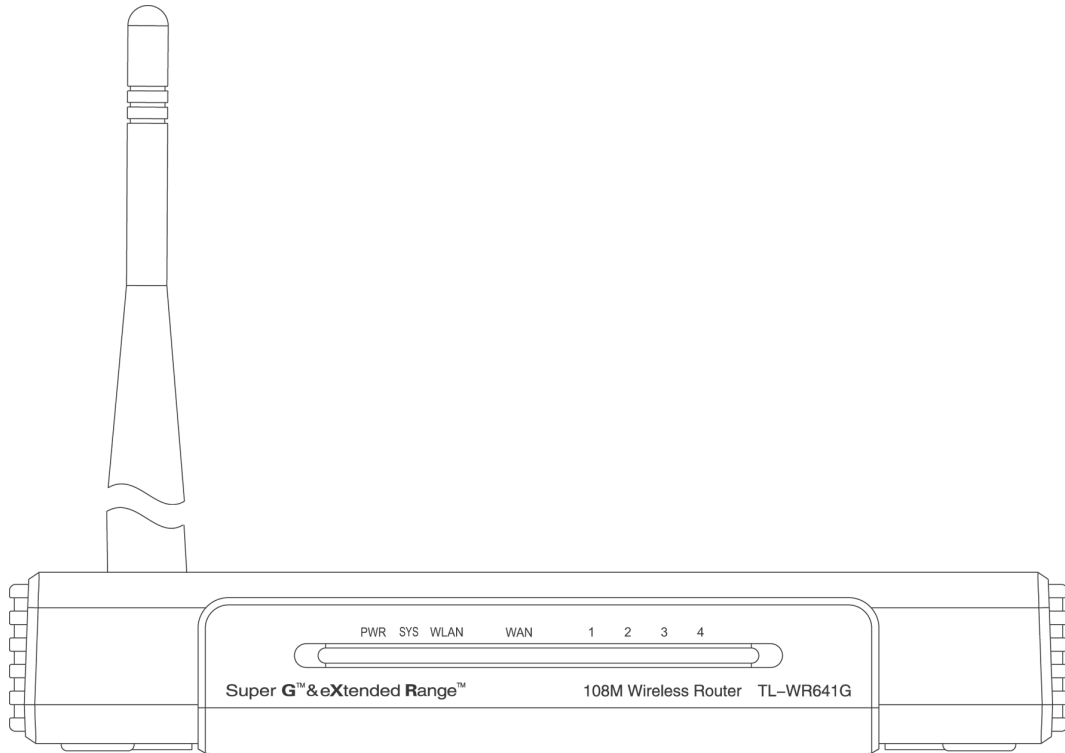 PWR SYS WLAN WAN 1 2 3 4
Super G™&eXtended Range™ 108M Wireless Router TL–WR641G